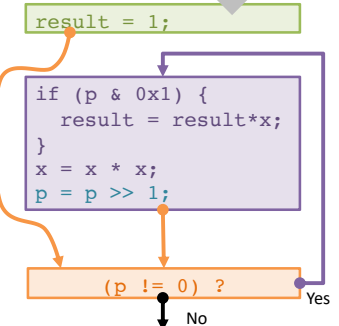 result = 1;
if (p & 0x1) {
result = result*x;
}
x = x * x;
p = p >> 1;
(p != 0) ?
Yes
No